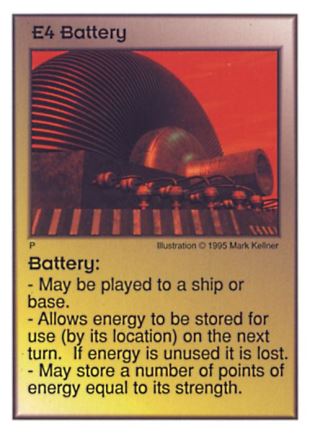 E4 Battery
P
Illustration © 1995 Mark Kellner
Battery:
- May be played to a ship or
base.
- Allows energy to be stored for
use (by its location) on the next
turn.  If energy is unused it is lost.
- May store a number of points of
energy equal to its strength.